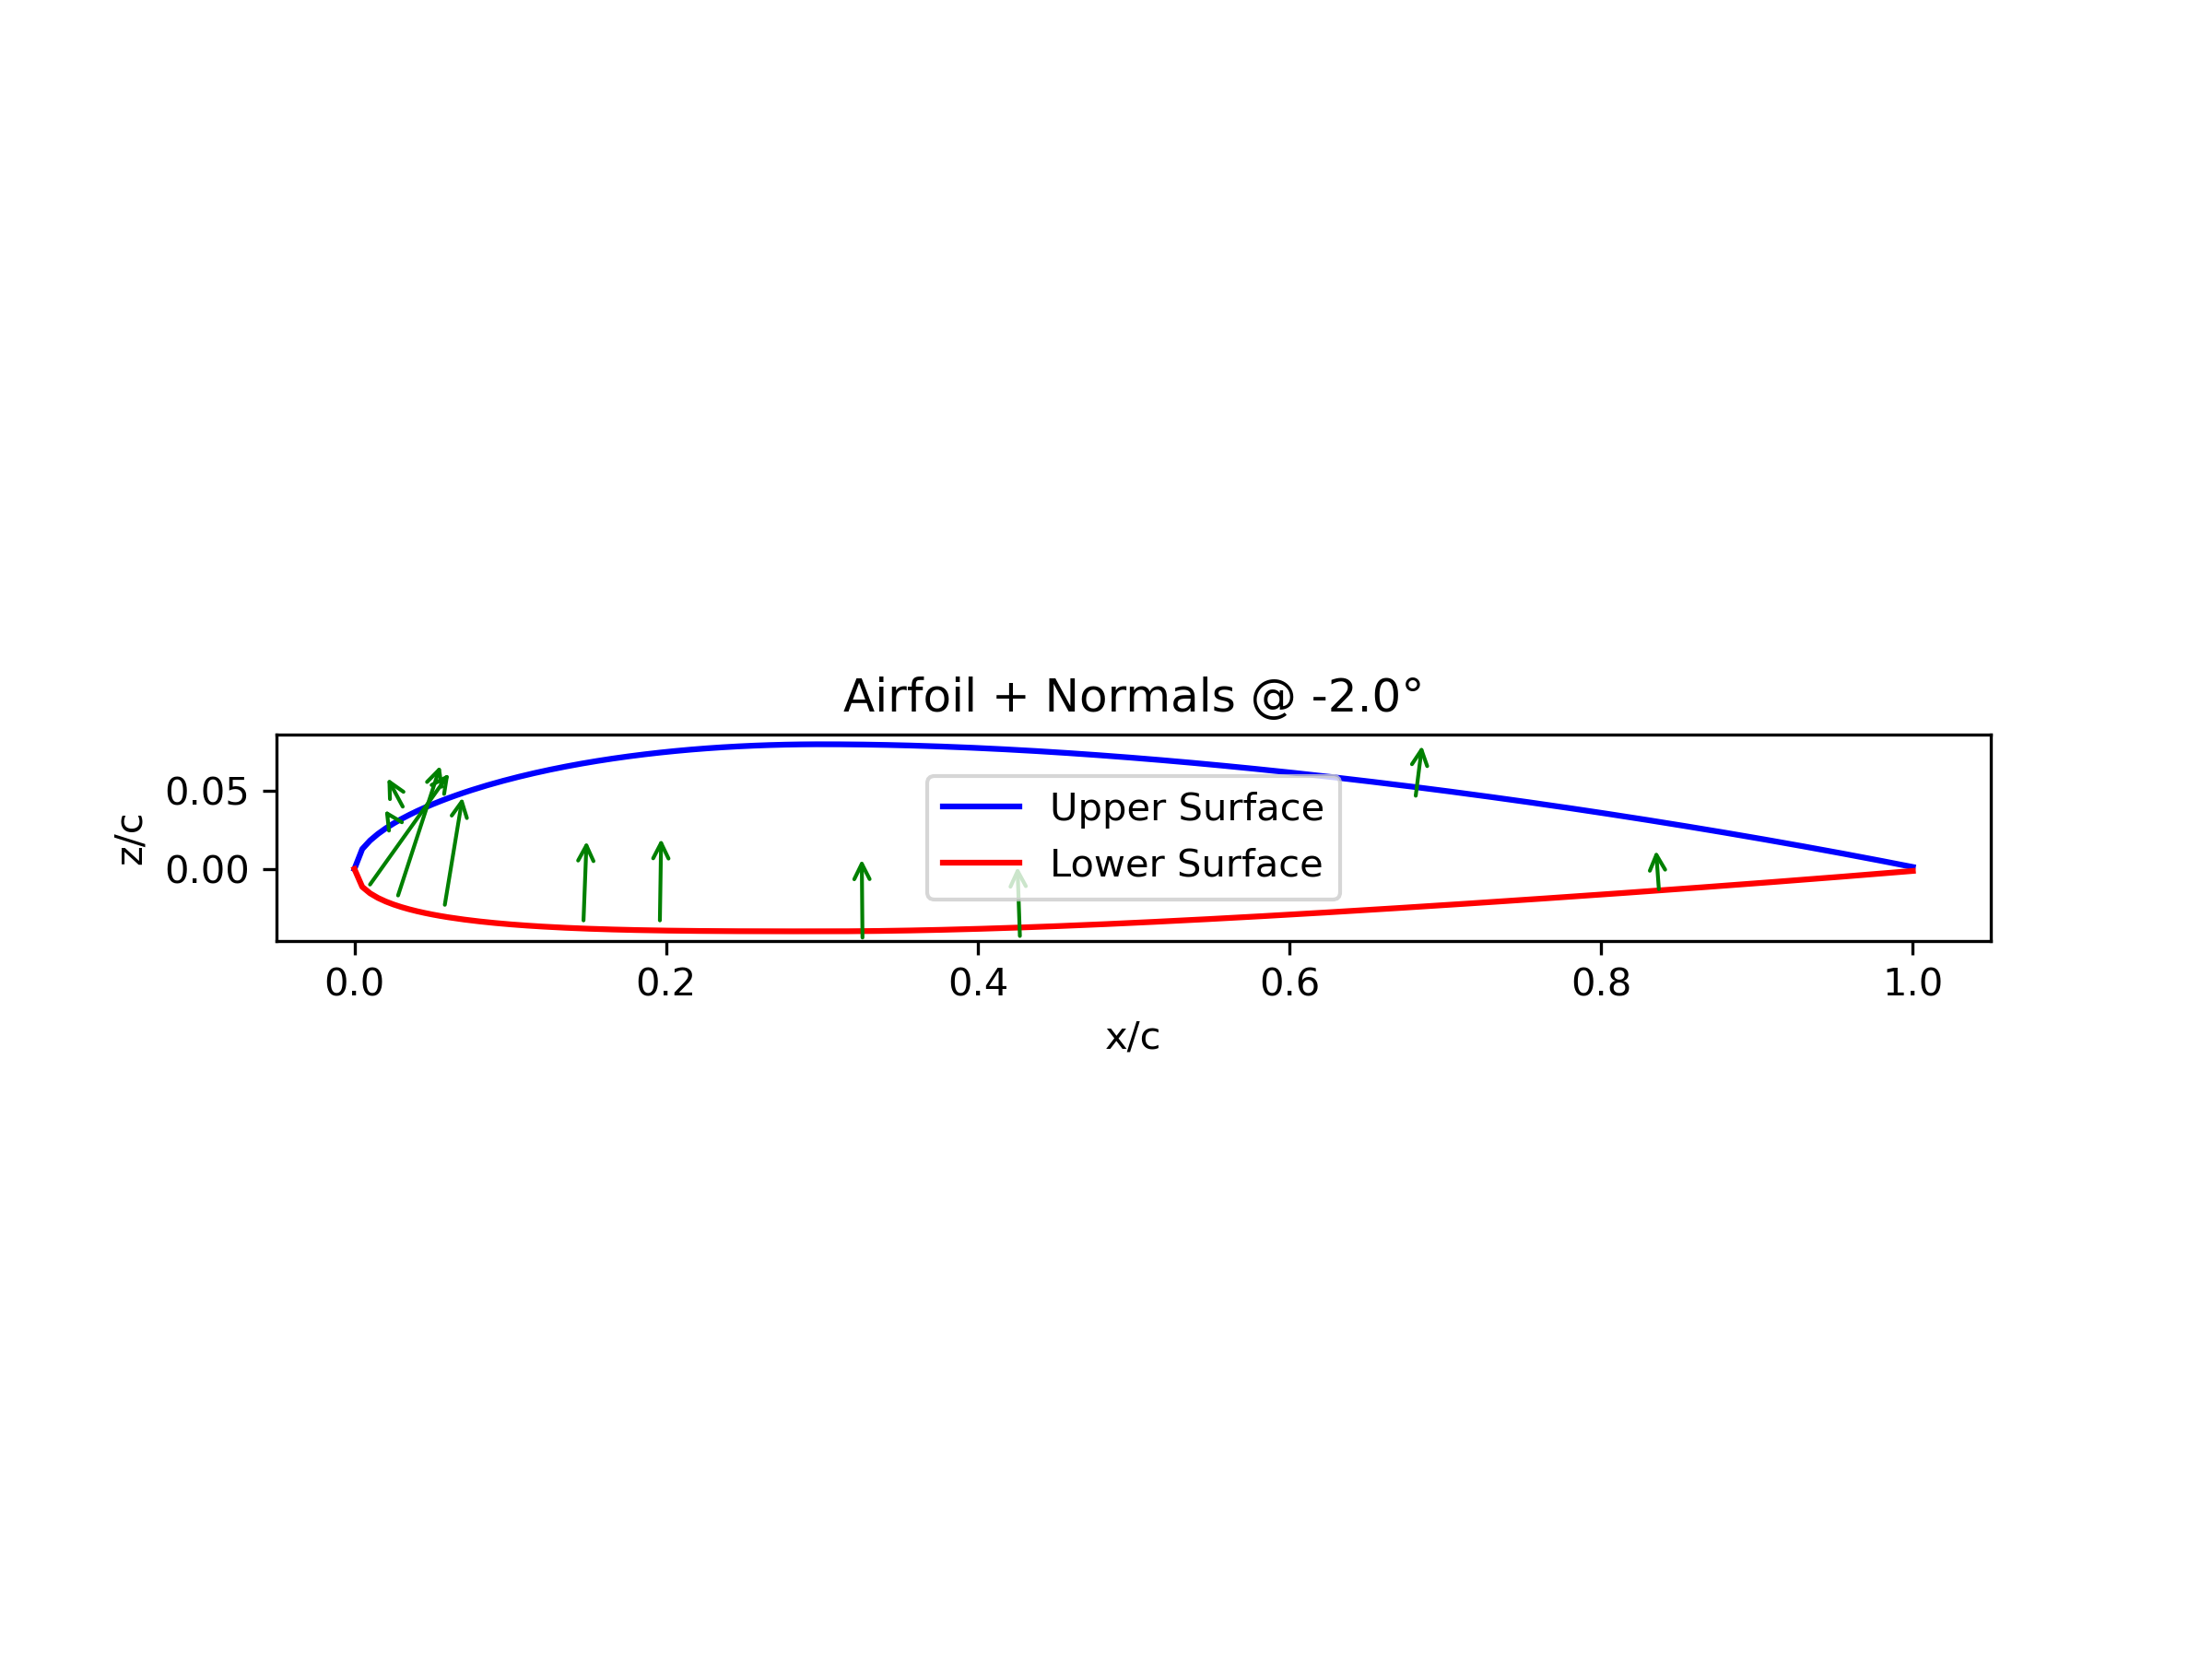 Airfoil + Normals @ -2.0°
z/c
0.05
0.00
Upper Surface
Lower Surface
0.0 0.2 0.4 0.6 0.8 1.0
x/c